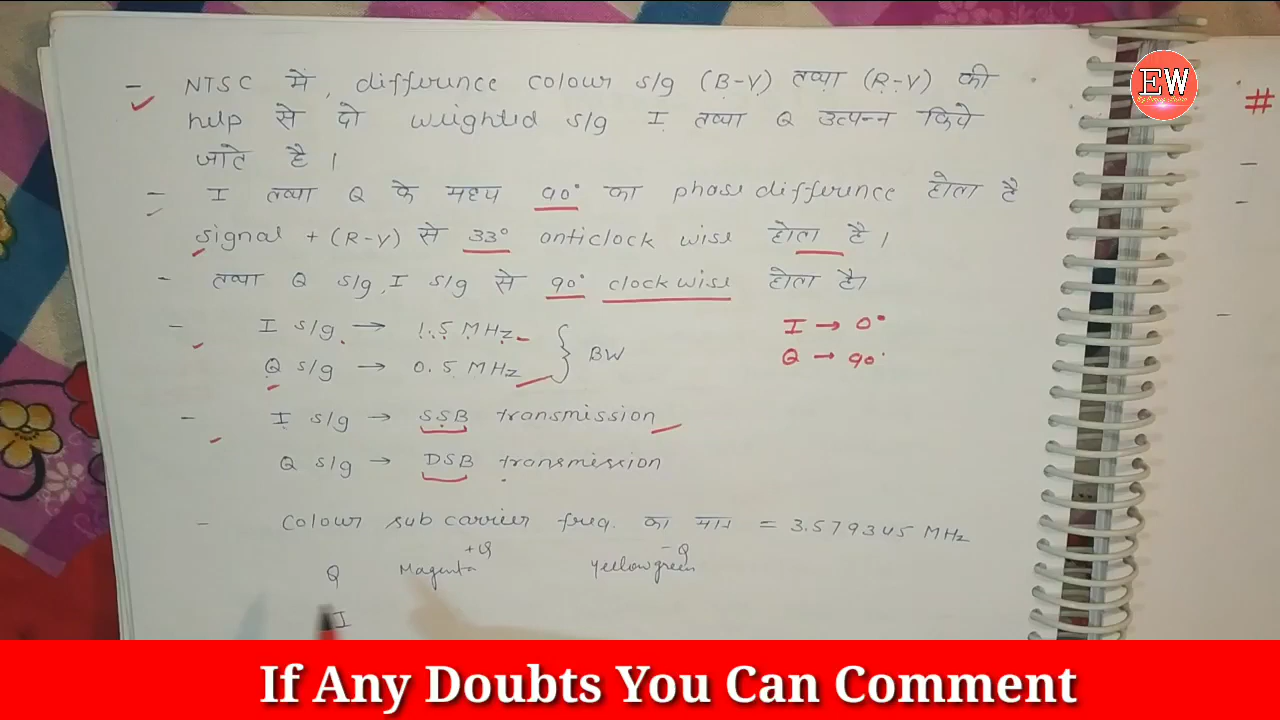 - NTSC में, difference colour s/g (B-Y) तथा (R-Y) की
help से दो weighted s/g I तथा Q उत्पन्न किये
जाते है।
- I तथा Q के मध्य 90° का phase difference होता है
signal + (R-Y) से 33° anticlock wise होता है।
- तथा Q s/g, I s/g से 90° clockwise होता है।
- I s/g → 1.5 MHz
Q s/g → 0.5 MHz } BW
I → 0°
Q → 90°
- I s/g → SSB transmission
Q s/g → DSB transmission
- Colour sub carrier freq. का मान = 3.579345 MHz
Q Magenta +Q Yellow green -Q
I
EW
#
If Any Doubts You Can Comment